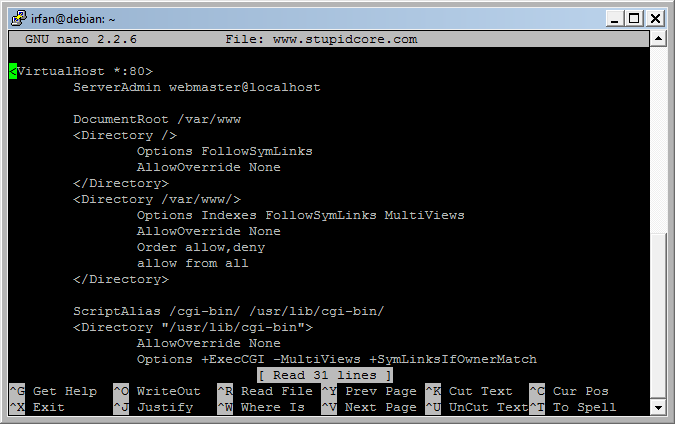 irfan@debian: ~
GNU nano 2.2.6 File: www.stupidcore.com
<VirtualHost *:80>
ServerAdmin webmaster@localhost
DocumentRoot /var/www
<Directory />
Options FollowSymLinks
AllowOverride None
</Directory>
<Directory /var/www/>
Options Indexes FollowSymLinks MultiViews
AllowOverride None
Order allow,deny
allow from all
</Directory>
ScriptAlias /cgi-bin/ /usr/lib/cgi-bin/
<Directory "/usr/lib/cgi-bin">
AllowOverride None
Options +ExecCGI -MultiViews +SymLinksIfOwnerMatch
[ Read 31 lines ]
^G Get Help ^O WriteOut ^R Read File ^Y Prev Page ^K Cut Text ^C Cur Pos
^X Exit ^J Justify ^W Where Is ^V Next Page ^U UnCut Text ^T To Spell